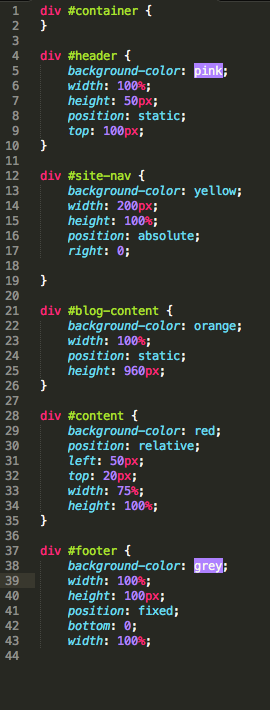 1 div #container {
2 }
3
4 div #header {
5 background-color: pink;
6 width: 100%;
7 height: 50px;
8 position: static;
9 top: 100px;
10 }
11
12 div #site-nav {
13 background-color: yellow;
14 width: 200px;
15 height: 100%;
16 position: absolute;
17 right: 0;
18
19 }
20
21 div #blog-content {
22 background-color: orange;
23 width: 100%;
24 position: static;
25 height: 960px;
26 }
27
28 div #content {
29 background-color: red;
30 position: relative;
31 left: 50px;
32 top: 20px;
33 width: 75%;
34 height: 100%;
35 }
36
37 div #footer {
38 background-color: grey;
39 width: 100%;
40 height: 100px;
41 position: fixed;
42 bottom: 0;
43 width: 100%;
44